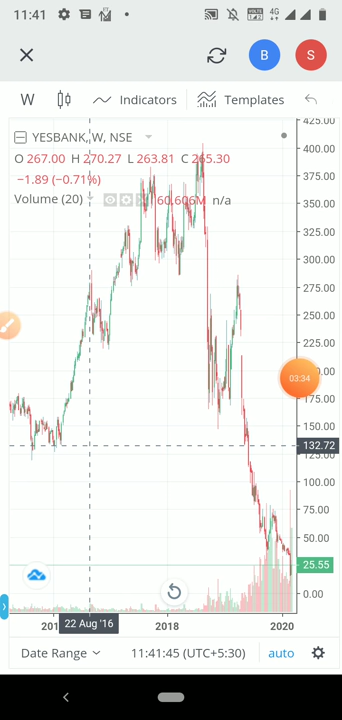 11:41
4G
B
S
W
Indicators
Templates
YESBANK, W, NSE
O 267.00 H 270.27 L 263.81 C 265.30
−1.89 (−0.71%)
Volume (20)
60.606M n/a
425.00
400.00
375.00
350.00
325.00
300.00
275.00
250.00
225.00
03:34
175.00
150.00
132.72
125.00
100.00
75.00
50.00
25.55
0.00
22 Aug '16
2018
2020
Date Range
11:41:45 (UTC+5:30)
auto